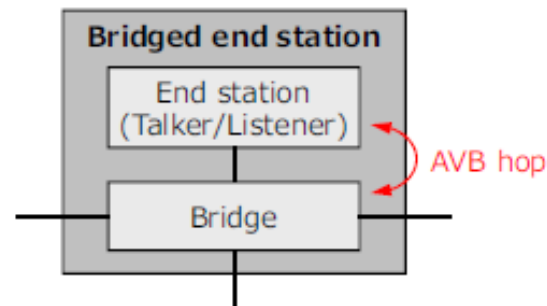 Bridged end station
End station
(Talker/Listener)
AVB hop
Bridge